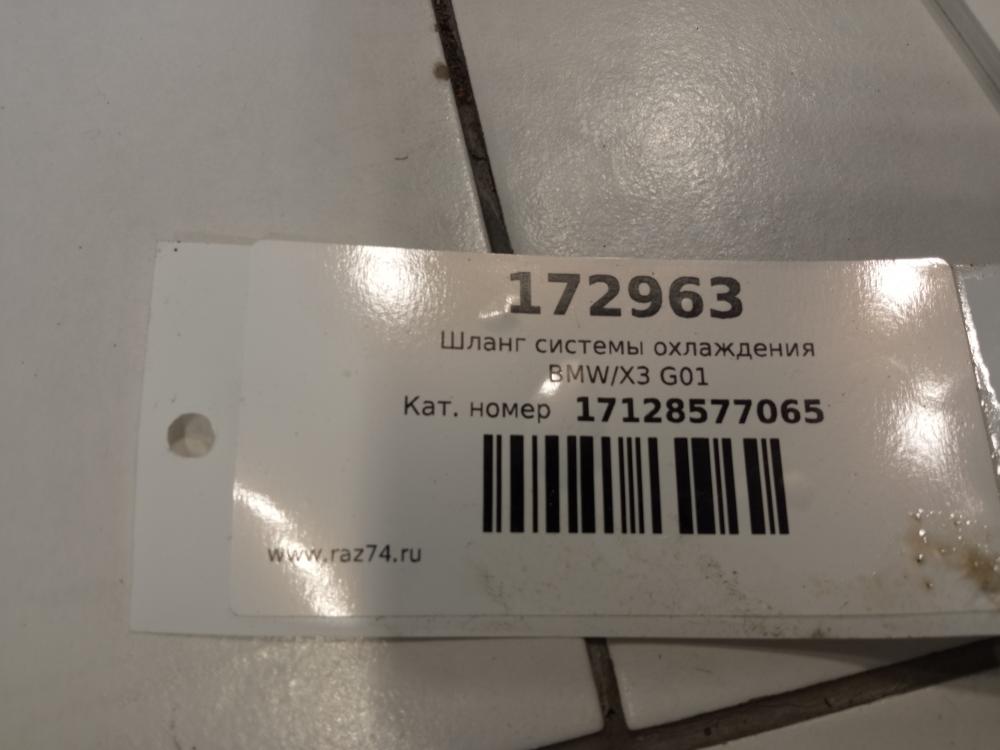 172963
Шланг системы охлаждения
BMW/X3 G01
Кат. номер 17128577065
www.raz74.ru